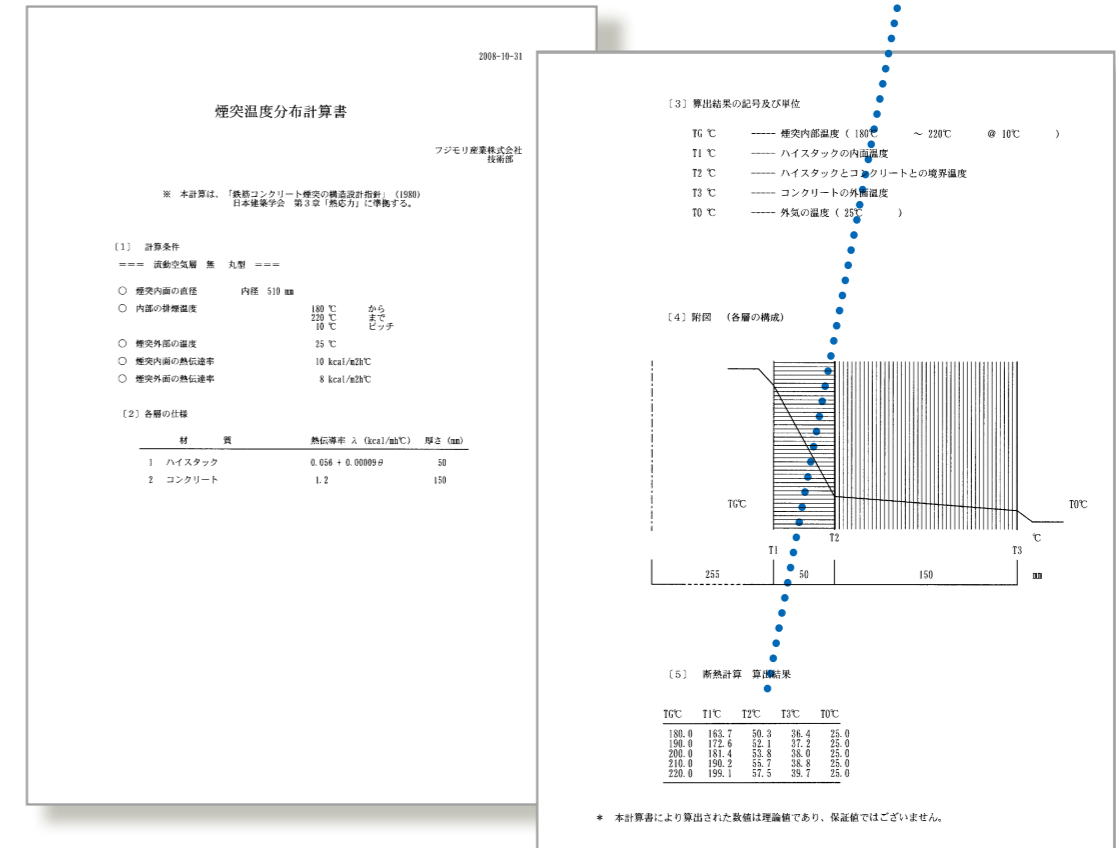 2008-10-31
煙突温度分布計算書
フジモリ産業株式会社
技術部
※ 本計算は、「鉄筋コンクリート煙突の構造設計指針」(1980)
日本建築学会 第3章「熱応力」に準拠する。
[1] 計算条件
=== 流動空気層 無 丸型 ===
○ 煙突内面の直径 内径 510 mm
○ 内部の排煙温度 180 ℃ から
220 ℃ まで
10 ℃ ピッチ
○ 煙突外部の温度 25 ℃
○ 煙突内面の熱伝達率 10 kcal/m2h℃
○ 煙突外面の熱伝達率 8 kcal/m2h℃
[2] 各層の仕様
材 質 熱伝導率 λ (kcal/mh℃) 厚さ (mm)
1 ハイスタック 0.056 + 0.00009θ 50
2 コンクリート 1.2 150
[3] 算出結果の記号及び単位
TG ℃ ----- 煙突内部温度 ( 180℃ ~ 220℃ @ 10℃ )
T1 ℃ ----- ハイスタックの内面温度
T2 ℃ ----- ハイスタックとコンクリートとの境界温度
T3 ℃ ----- コンクリートの外面温度
T0 ℃ ----- 外気の温度 ( 25℃ )
[4] 附図 (各層の構成)
TG℃ T0℃
T2 ℃
T1 T3
255 50 150 mm
[5] 断熱計算 算出結果
TG℃ T1℃ T2℃ T3℃ T0℃
180.0 163.7 50.3 36.4 25.0
190.0 172.6 52.1 37.2 25.0
200.0 181.4 53.8 38.0 25.0
210.0 190.2 55.7 38.8 25.0
220.0 199.1 57.5 39.7 25.0
* 本計算書により算出された数値は理論値であり、保証値ではございません。